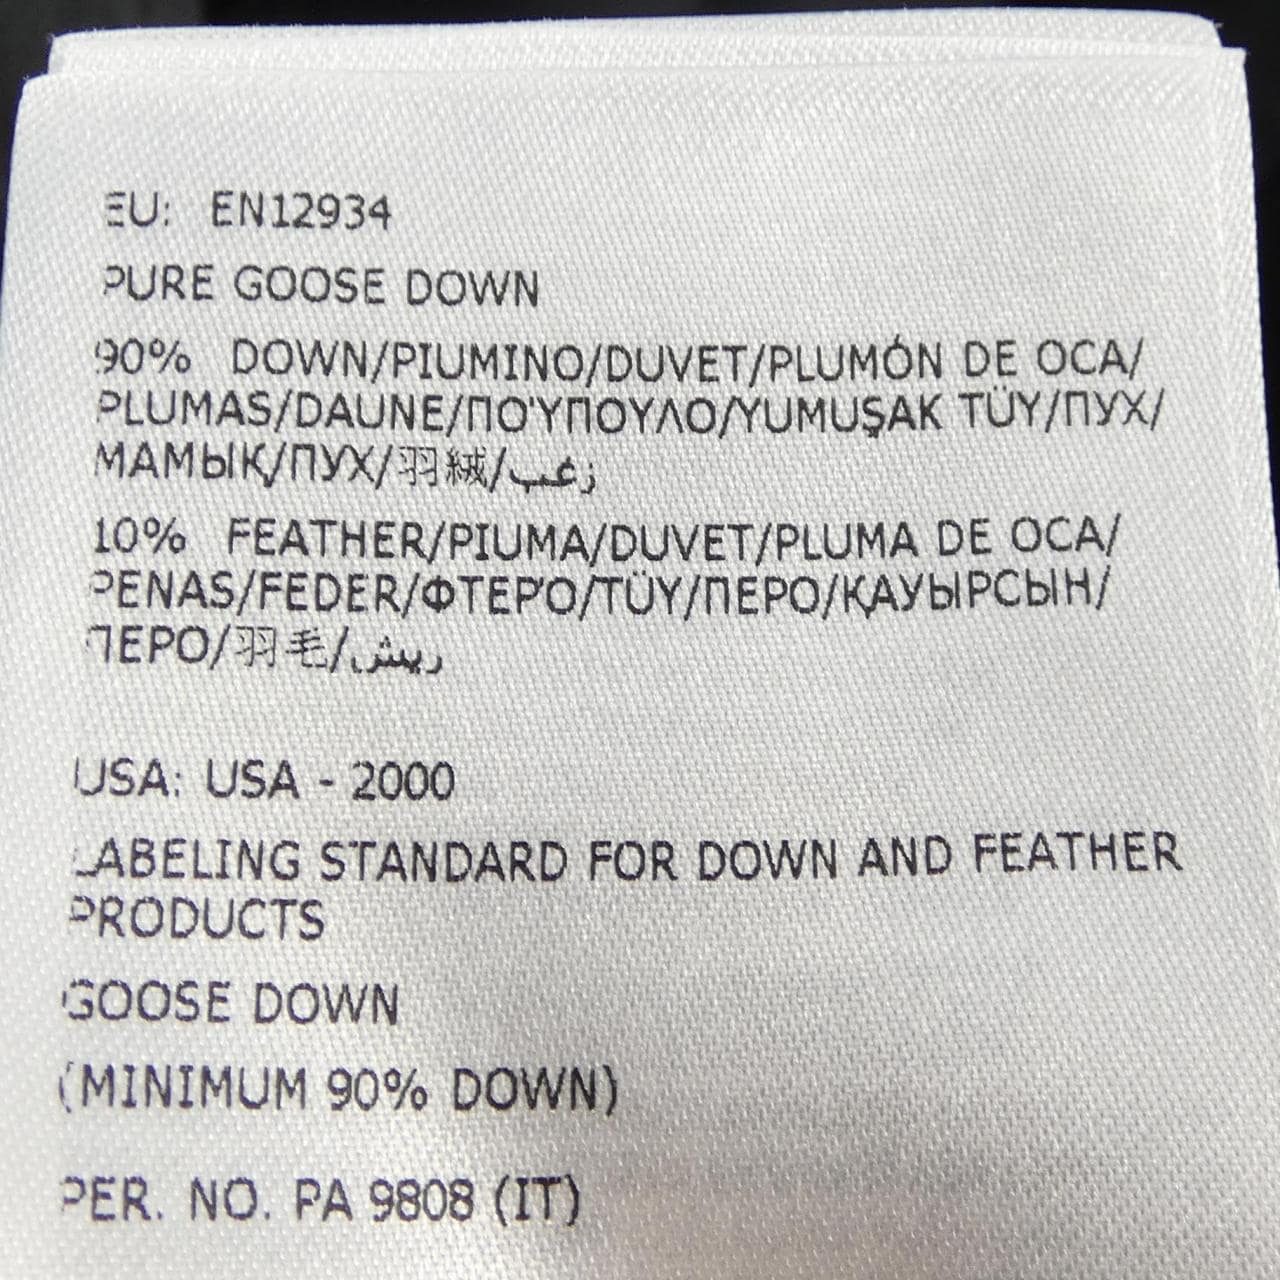 EU: EN12934
PURE GOOSE DOWN
90% DOWN/PIUMINO/DUVET/PLUMÓN DE OCA/
PLUMAS/DAUNE/ΠΟΎΠΟΥΛΟ/YUMUŞAK TÜY/ПУХ/
МАМЫҚ/ПУХ/羽絨/زغب
10% FEATHER/PIUMA/DUVET/PLUMA DE OCA/
PENAS/FEDER/ΦΤΕΡΌ/TÜY/ПЕРО/ҚАУЫРСЫН/
ПЕРО/羽毛/ريش
USA: USA - 2000
LABELING STANDARD FOR DOWN AND FEATHER
PRODUCTS
GOOSE DOWN
(MINIMUM 90% DOWN)
PER. NO. PA 9808 (IT)